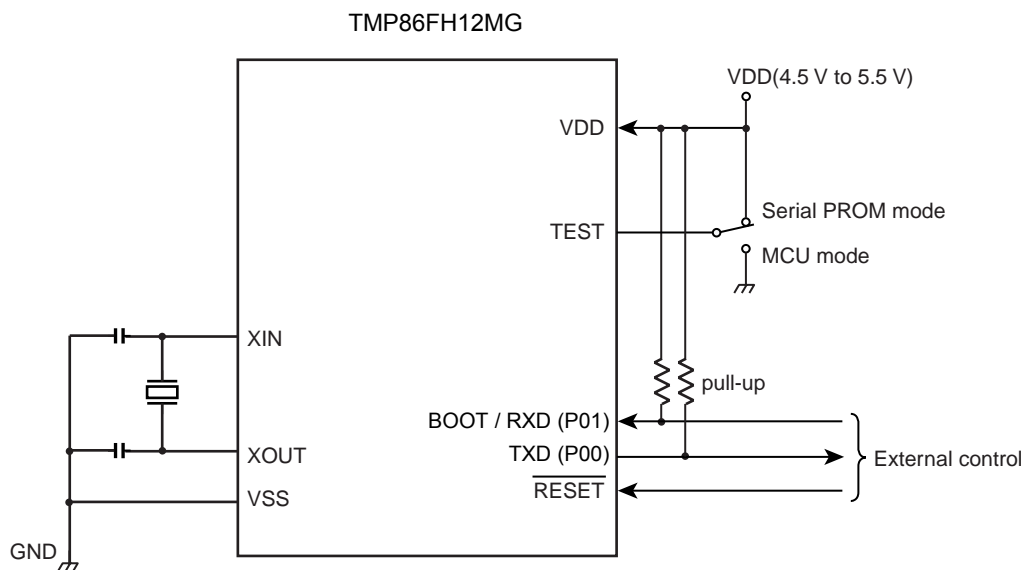 TMP86FH12MG
VDD(4.5 V to 5.5 V)
VDD
Serial PROM mode
TEST
MCU mode
XIN
pull-up
BOOT / RXD (P01)
XOUT
TXD (P00)
External control
RESET
VSS
GND